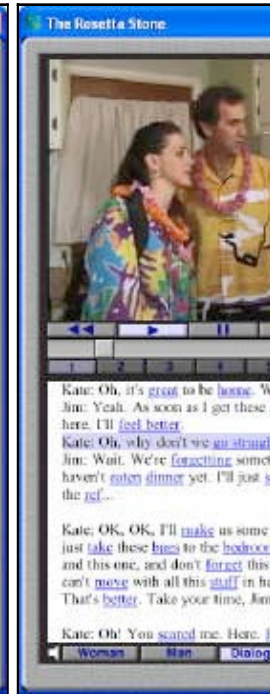 The Rosetta Stone
1 2 3 4 5
Kate: Oh, it's great to be home. W
Jim: Yeah. As soon as I get these
here, I'll feel better.
Kate: Oh, why don't we go straigh
Jim: Wait. We're forgetting somet
haven't eaten dinner yet. I'll just s
the ref...
Kate: OK, OK, I'll make us some
just take these bags to the bedroom
and this one, and don't forget this
can't move with all this stuff in ha
That's better. Take your time, Jim
Kate: Oh! You scared me. Here.
Woman Man Dialog